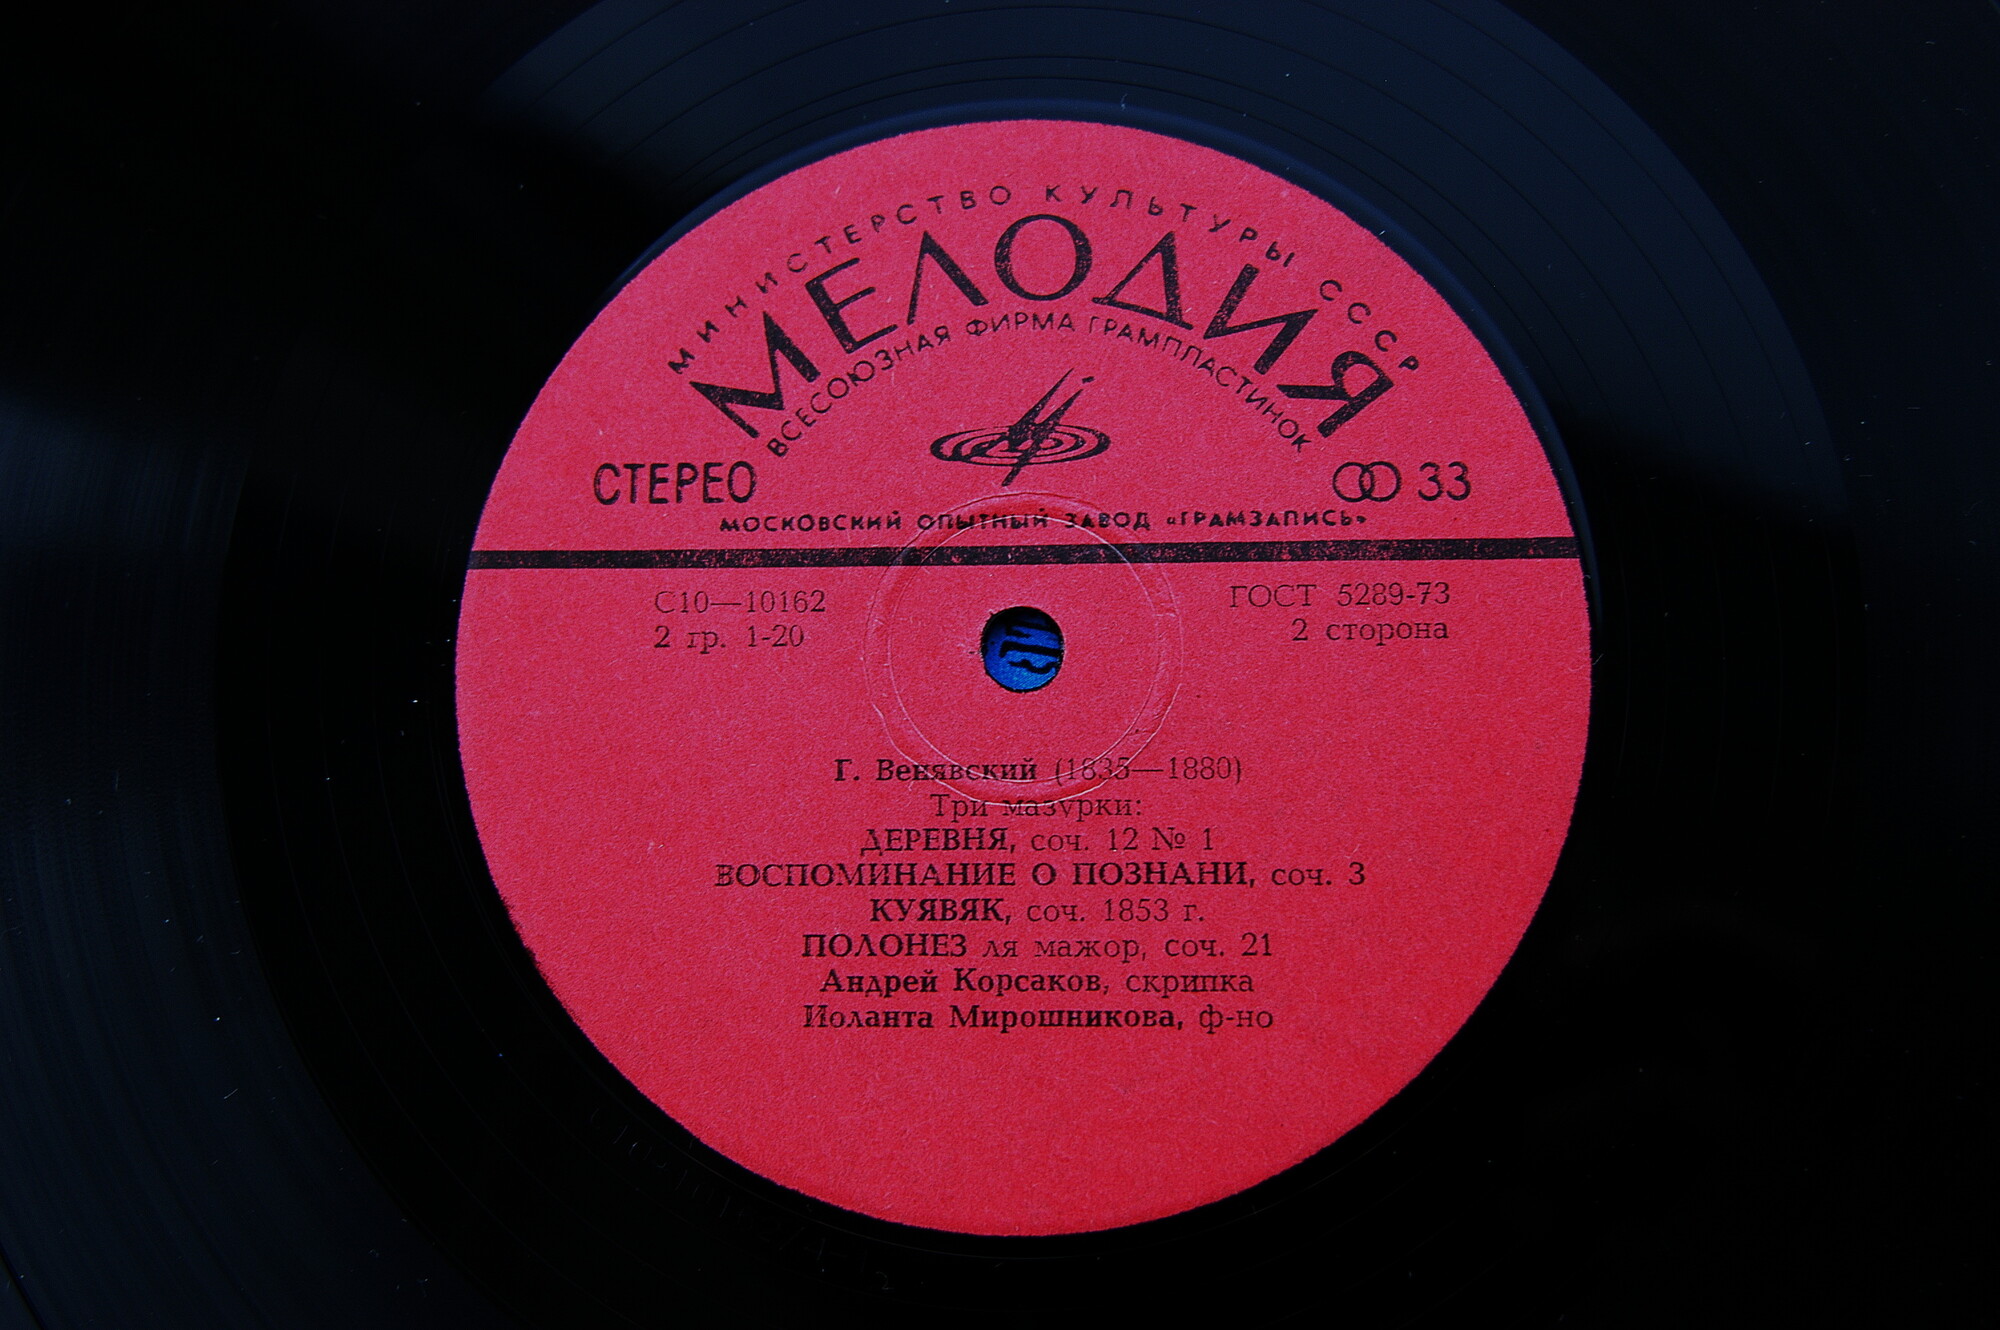 МИНИСТЕРСТВО КУЛЬТУРЫ СССР
МЕЛОДИЯ
ВСЕСОЮЗНАЯ ФИРМА ГРАМПЛАСТИНОК
СТЕРЕО
33
МОСКОВСКИЙ ОПЫТНЫЙ ЗАВОД «ГРАМЗАПИСЬ»
С10—10162
ГОСТ 5289-73
2 гр. 1-20
2 сторона
Г. Венявский (1835—1880)
Три мазурки:
ДЕРЕВНЯ, соч. 12 № 1
ВОСПОМИНАНИЕ О ПОЗНАНИ, соч. 3
КУЯВЯК, соч. 1853 г.
ПОЛОНЕЗ ля мажор, соч. 21
Андрей Корсаков, скрипка
Иоланта Мирошникова, ф-но